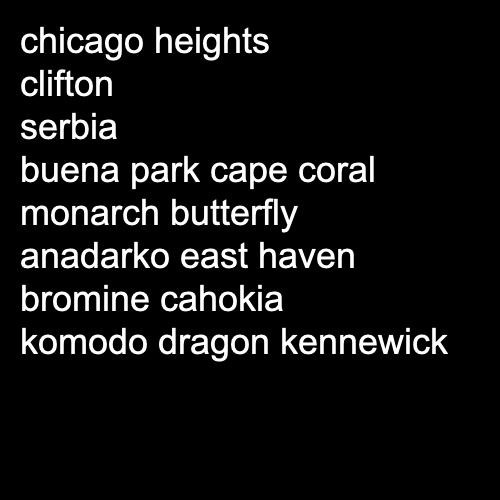 chicago heights
clifton
serbia
buena park cape coral
monarch butterfly
anadarko east haven
bromine cahokia
komodo dragon kennewick